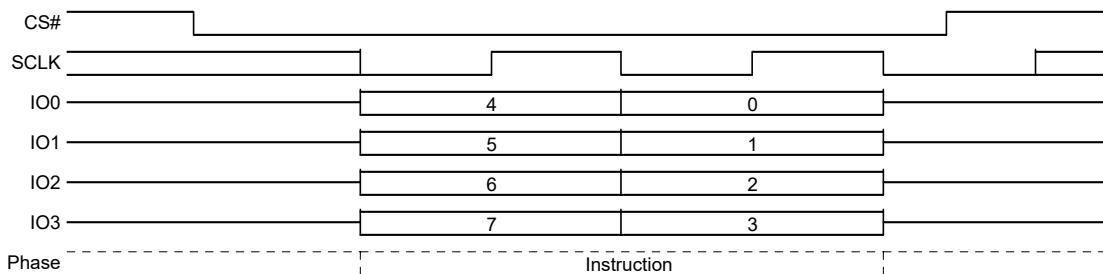 CS#
SCLK
IO0 4 0
IO1 5 1
IO2 6 2
IO3 7 3
Phase Instruction